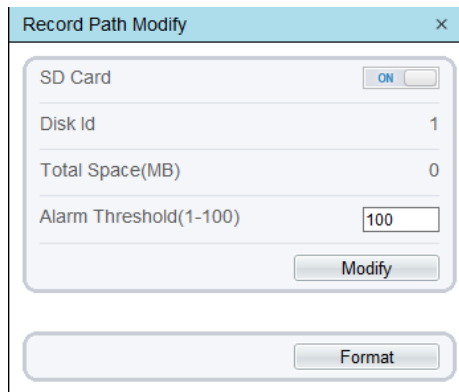 Record Path Modify ×
SD Card ON
Disk Id 1
Total Space(MB) 0
Alarm Threshold(1-100) 100
Modify
Format